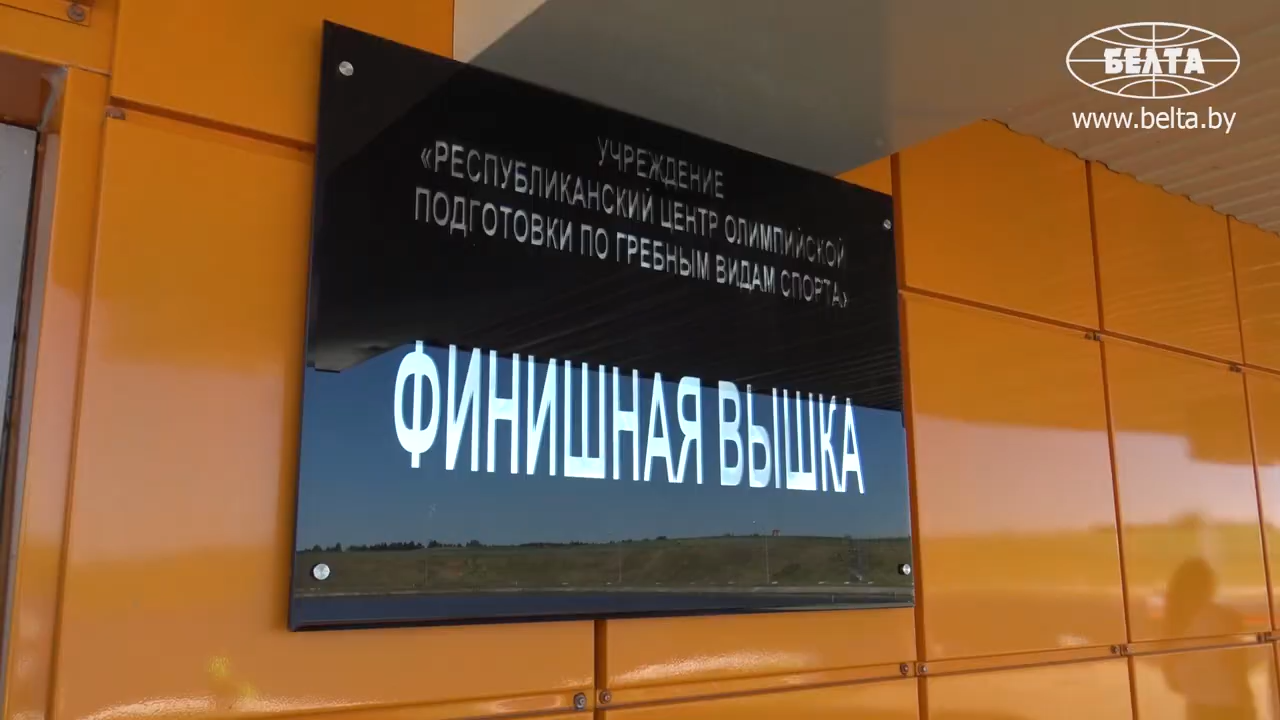 БЕЛТА
www.belta.by
УЧРЕЖДЕНИЕ
«РЕСПУБЛИКАНСКИЙ ЦЕНТР ОЛИМПИЙСКОЙ
ПОДГОТОВКИ ПО ГРЕБНЫМ ВИДАМ СПОРТА»
ФИНИШНАЯ ВЫШКА